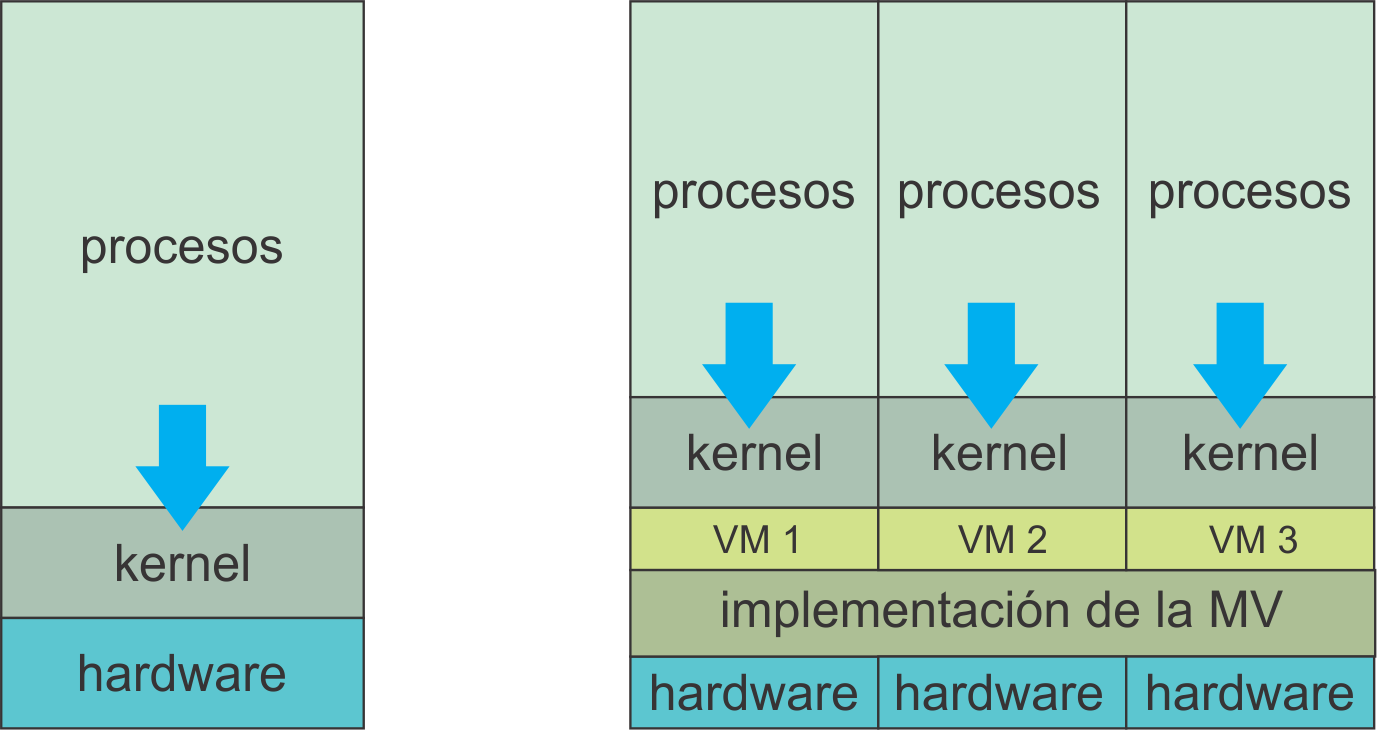 procesos
kernel
hardware
procesos procesos procesos
kernel kernel kernel
VM 1 VM 2 VM 3
implementación de la MV
hardware hardware hardware